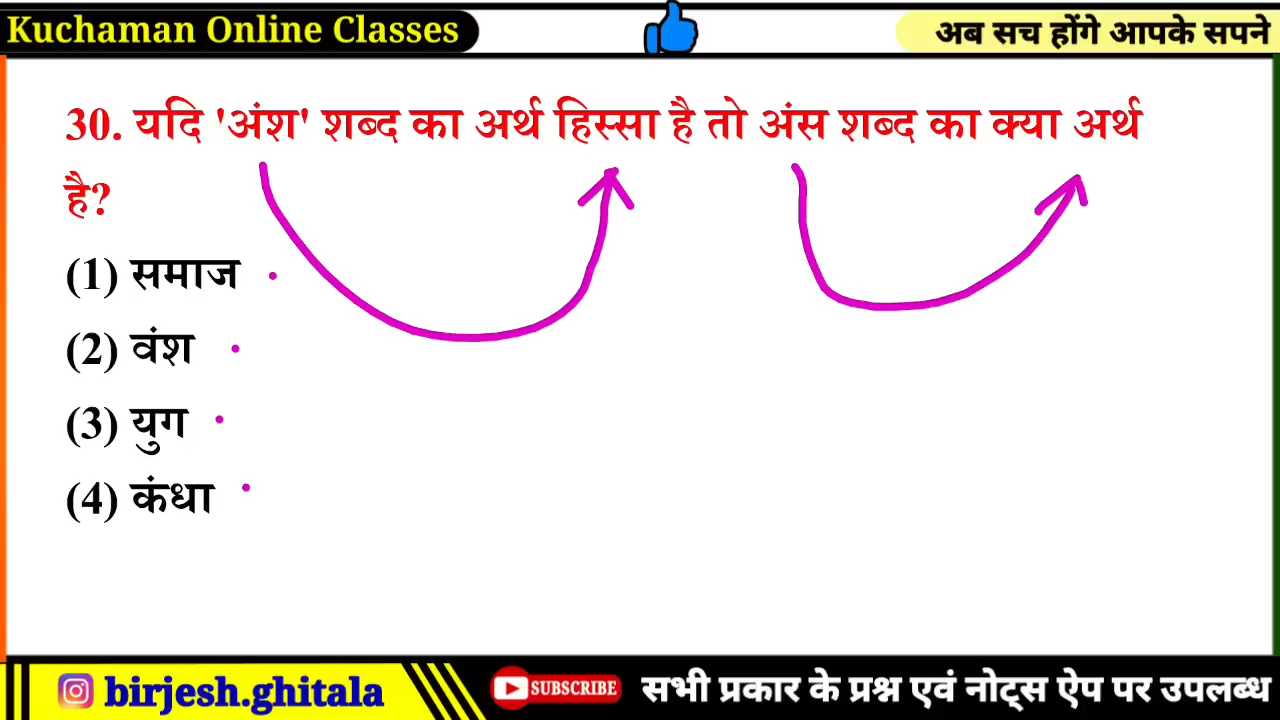 Kuchaman Online Classes
अब सच होंगे आपके सपने
30. यदि 'अंश' शब्द का अर्थ हिस्सा है तो अंस शब्द का क्या अर्थ
है?
(1) समाज
(2) वंश
(3) युग
(4) कंधा
birjesh.ghitala
SUBSCRIBE
सभी प्रकार के प्रश्न एवं नोट्स ऐप पर उपलब्ध